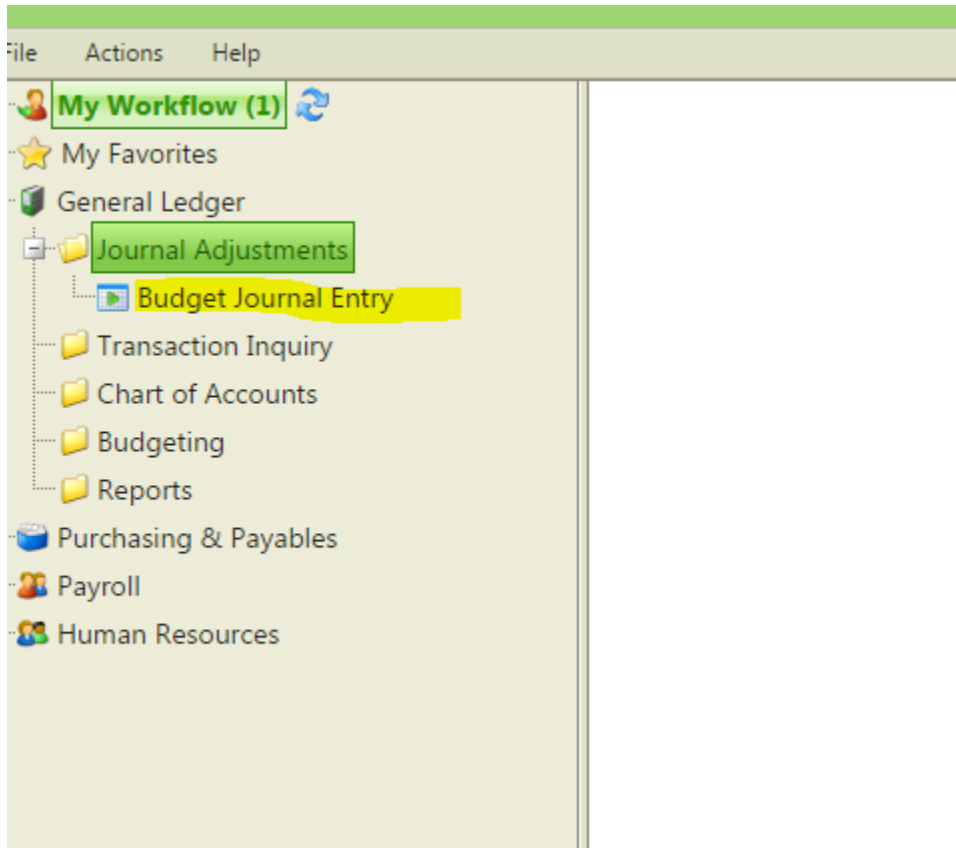 File Actions Help
My Workflow (1)
My Favorites
General Ledger
Journal Adjustments
Budget Journal Entry
Transaction Inquiry
Chart of Accounts
Budgeting
Reports
Purchasing & Payables
Payroll
Human Resources